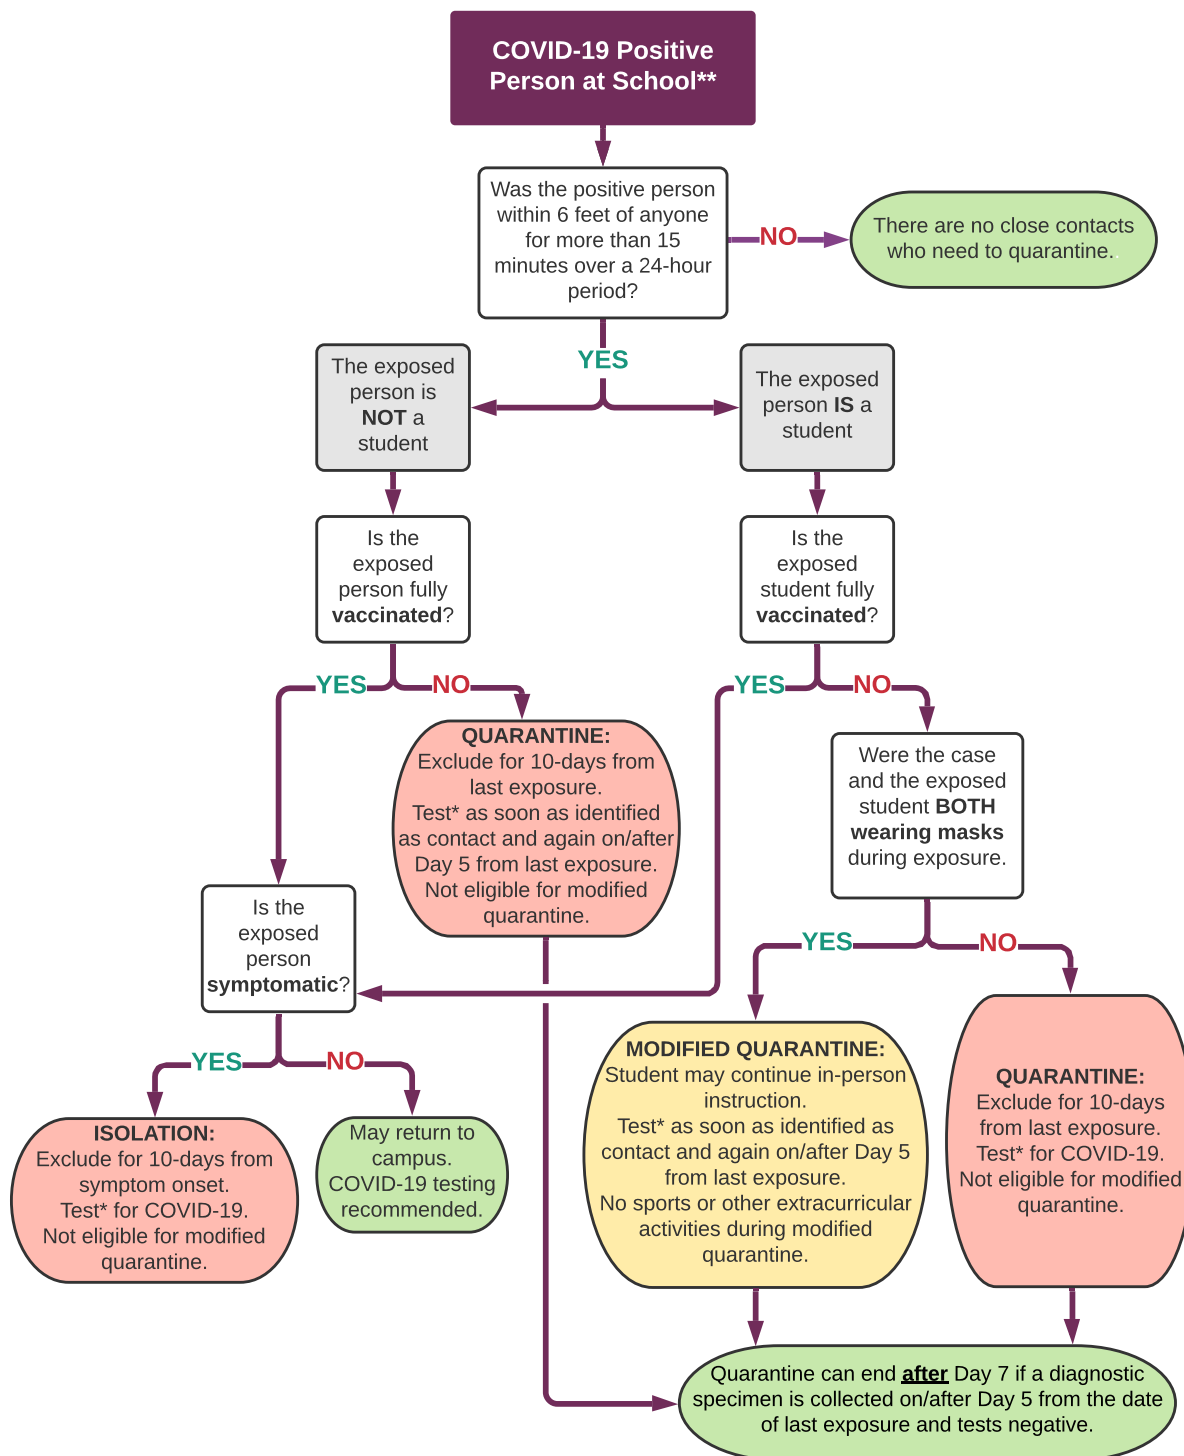 COVID-19 Positive
Person at School**
Was the positive person
within 6 feet of anyone
for more than 15
minutes over a 24-hour
period?
NO
There are no close contacts
who need to quarantine..
YES
The exposed
person is
NOT a
student
The exposed
person IS a
student
Is the
exposed
person fully
vaccinated?
Is the
exposed
student fully
vaccinated?
YES
NO
YES
NO
QUARANTINE:
Exclude for 10-days from
last exposure.
Test* as soon as identified
as contact and again on/after
Day 5 from last exposure.
Not eligible for modified
quarantine.
Were the case
and the exposed
student BOTH
wearing masks
during exposure.
Is the
exposed
person
symptomatic?
YES
NO
YES
NO
ISOLATION:
Exclude for 10-days from
symptom onset.
Test* for COVID-19.
Not eligible for modified
quarantine.
May return to
campus.
COVID-19 testing
recommended.
MODIFIED QUARANTINE:
Student may continue in-person
instruction.
Test* as soon as identified as
contact and again on/after Day 5
from last exposure.
No sports or other extracurricular
activities during modified
quarantine.
QUARANTINE:
Exclude for 10-days
from last exposure.
Test* for COVID-19.
Not eligible for modified
quarantine.
Quarantine can end after Day 7 if a diagnostic
specimen is collected on/after Day 5 from the date
of last exposure and tests negative.